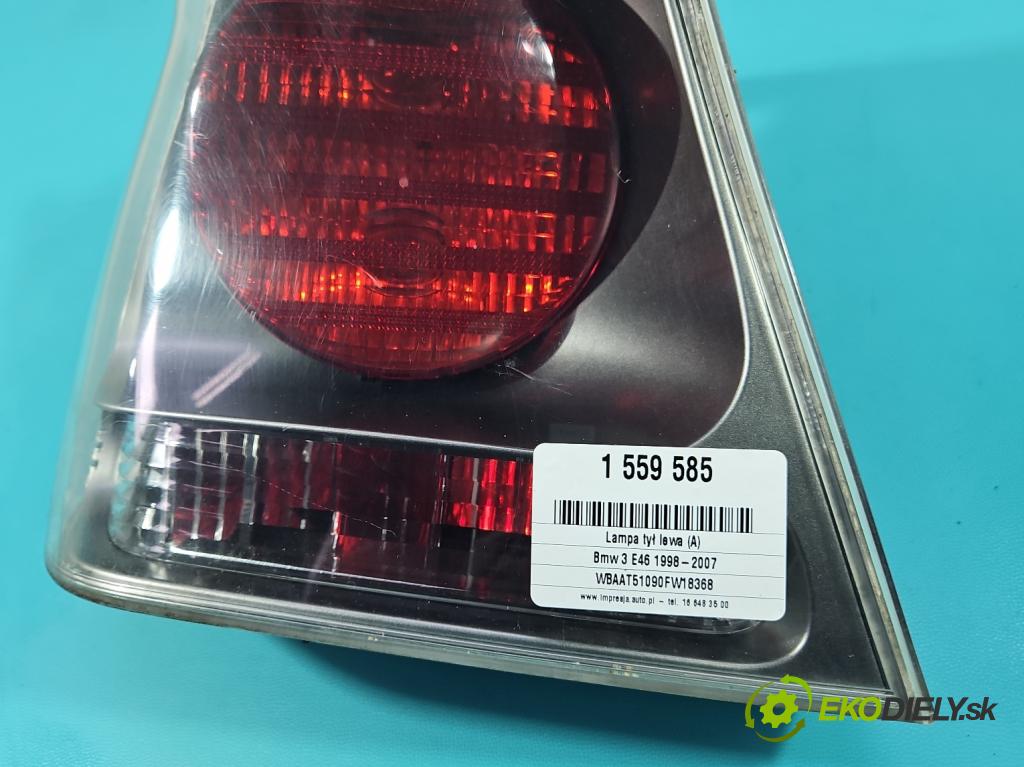 1 559 585
Lampa tył lewa (A)
Bmw 3 E46 1998-2007
WBAAT51090FW18368
www.impresja.auto.pl - tel. 16 648 35 00
EKODIELY.sk